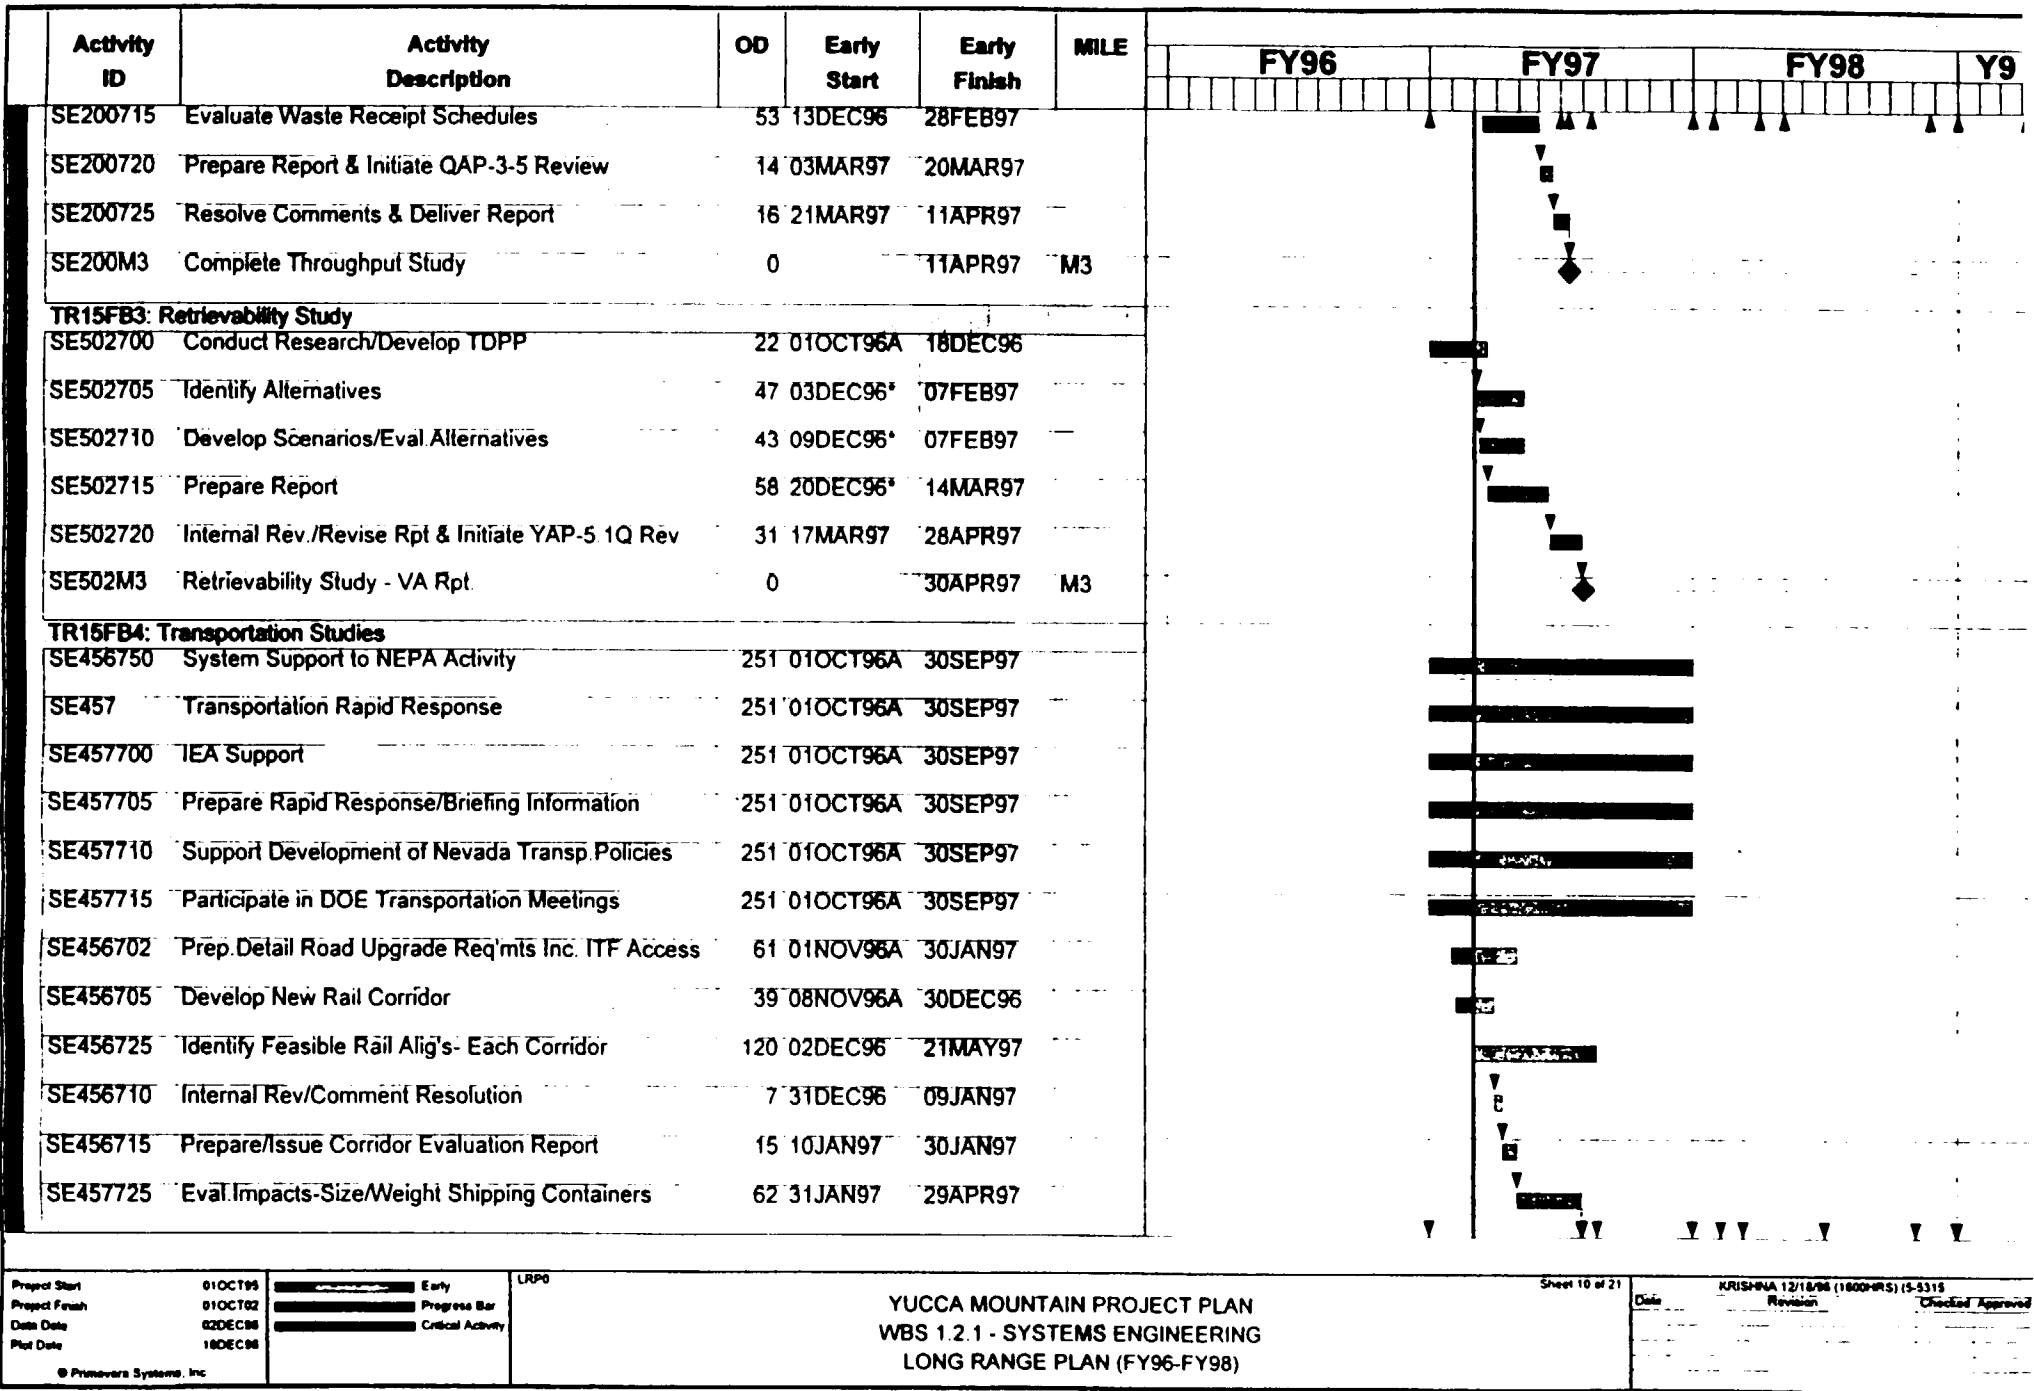 Activity ID Activity Description OD Early Start Early Finish MILE FY96 FY97 FY98 Y9
SE200715 Evaluate Waste Receipt Schedules 53 13DEC96 28FEB97
SE200720 Prepare Report & Initiate QAP-3-5 Review 14 03MAR97 20MAR97
SE200725 Resolve Comments & Deliver Report 16 21MAR97 11APR97
SE200M3 Complete Throughput Study 0 11APR97 M3
TR15FB3: Retrievability Study
SE502700 Conduct Research/Develop TDPP 22 01OCT96A 18DEC96
SE502705 Identify Alternatives 47 03DEC96* 07FEB97
SE502710 Develop Scenarios/Eval.Alternatives 43 09DEC96* 07FEB97
SE502715 Prepare Report 58 20DEC96* 14MAR97
SE502720 Internal Rev./Revise Rpt & Initiate YAP-5.1Q Rev 31 17MAR97 28APR97
SE502M3 Retrievability Study - VA Rpt. 0 30APR97 M3
TR15FB4: Transportation Studies
SE456750 System Support to NEPA Activity 251 01OCT96A 30SEP97
SE457 Transportation Rapid Response 251 01OCT96A 30SEP97
SE457700 IEA Support 251 01OCT96A 30SEP97
SE457705 Prepare Rapid Response/Briefing Information 251 01OCT96A 30SEP97
SE457710 Support Development of Nevada Transp.Policies 251 01OCT96A 30SEP97
SE457715 Participate in DOE Transportation Meetings 251 01OCT96A 30SEP97
SE456702 Prep.Detail Road Upgrade Req'mts Inc. ITF Access 61 01NOV96A 30JAN97
SE456705 Develop New Rail Corridor 39 08NOV96A 30DEC96
SE456725 Identify Feasible Rail Alig's- Each Corridor 120 02DEC96 21MAY97
SE456710 Internal Rev/Comment Resolution 7 31DEC96 09JAN97
SE456715 Prepare/Issue Corridor Evaluation Report 15 10JAN97 30JAN97
SE457725 Eval.Impacts-Size/Weight Shipping Containers 62 31JAN97 29APR97
Project Start 01OCT95
Project Finish 01OCT02
Data Date 02DEC96
Plot Date 18DEC96
© Primavera Systems, Inc.
Early
Progress Bar
Critical Activity
LRP0
YUCCA MOUNTAIN PROJECT PLAN
WBS 1.2.1 - SYSTEMS ENGINEERING
LONG RANGE PLAN (FY96-FY98)
Sheet 10 of 21
KRISHNA 12/18/96 (1600HRS) (5-5315
Date Revision Checked Approved